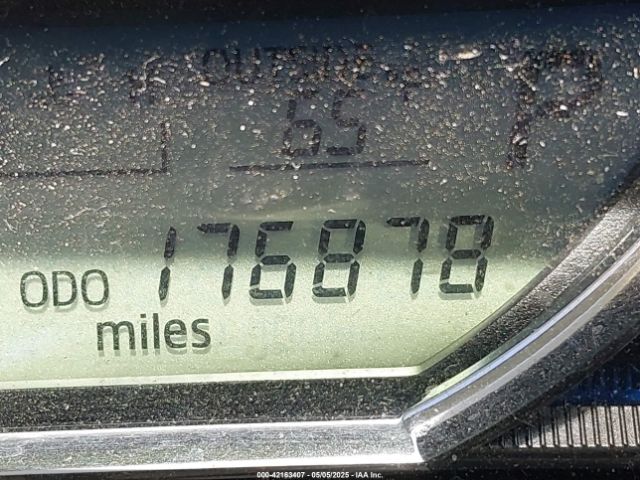 OUTSIDE °F
65
P
ODO 176878
miles
000-42163407 - 05/05/2025 - IAA Inc.